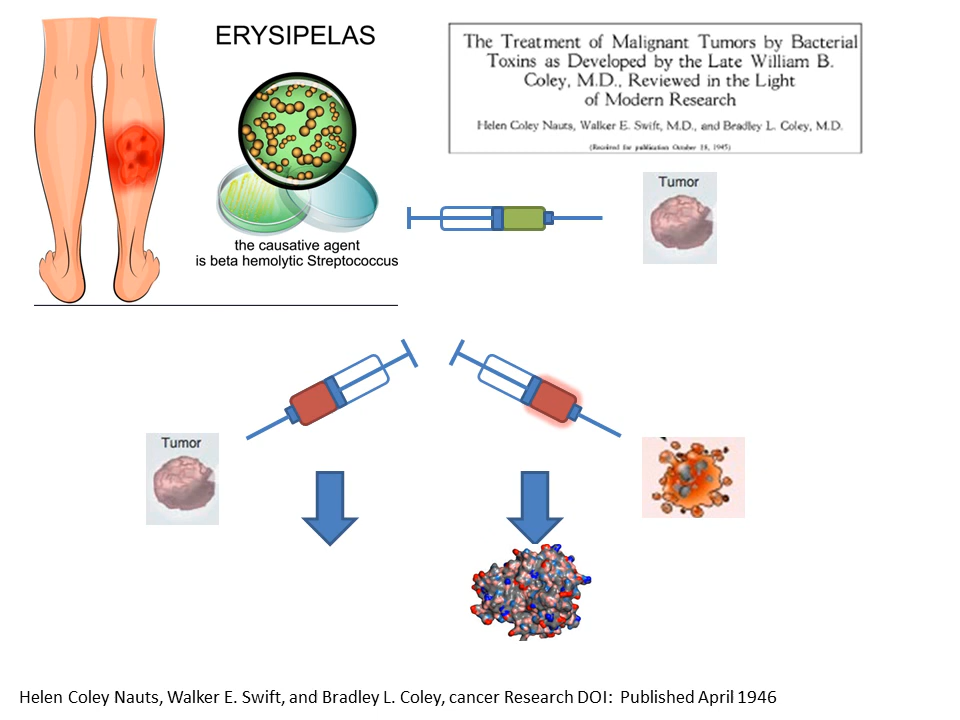 ERYSIPELAS
The Treatment of Malignant Tumors by Bacterial
Toxins as Developed by the Late William B.
Coley, M.D., Reviewed in the Light
of Modern Research
Helen Coley Nauts, Walker E. Swift, M.D., and Bradley L. Coley, M.D.
(Received for publication October 18, 1945)
the causative agent
is beta hemolytic Streptococcus
Tumor
Tumor
Helen Coley Nauts, Walker E. Swift, and Bradley L. Coley, cancer Research DOI: Published April 1946